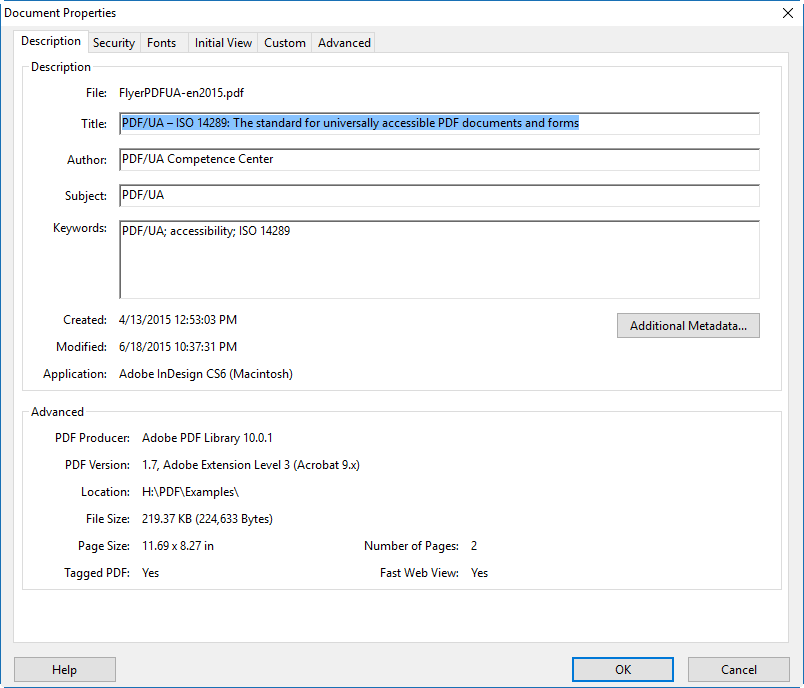 Document Properties
Description Security Fonts Initial View Custom Advanced
Description
File: FlyerPDFUA-en2015.pdf
Title: PDF/UA – ISO 14289: The standard for universally accessible PDF documents and forms
Author: PDF/UA Competence Center
Subject: PDF/UA
Keywords: PDF/UA; accessibility; ISO 14289
Created: 4/13/2015 12:53:03 PM
Additional Metadata...
Modified: 6/18/2015 10:37:31 PM
Application: Adobe InDesign CS6 (Macintosh)
Advanced
PDF Producer: Adobe PDF Library 10.0.1
PDF Version: 1.7, Adobe Extension Level 3 (Acrobat 9.x)
Location: H:\PDF\Examples\
File Size: 219.37 KB (224,633 Bytes)
Page Size: 11.69 x 8.27 in Number of Pages: 2
Tagged PDF: Yes Fast Web View: Yes
Help OK Cancel